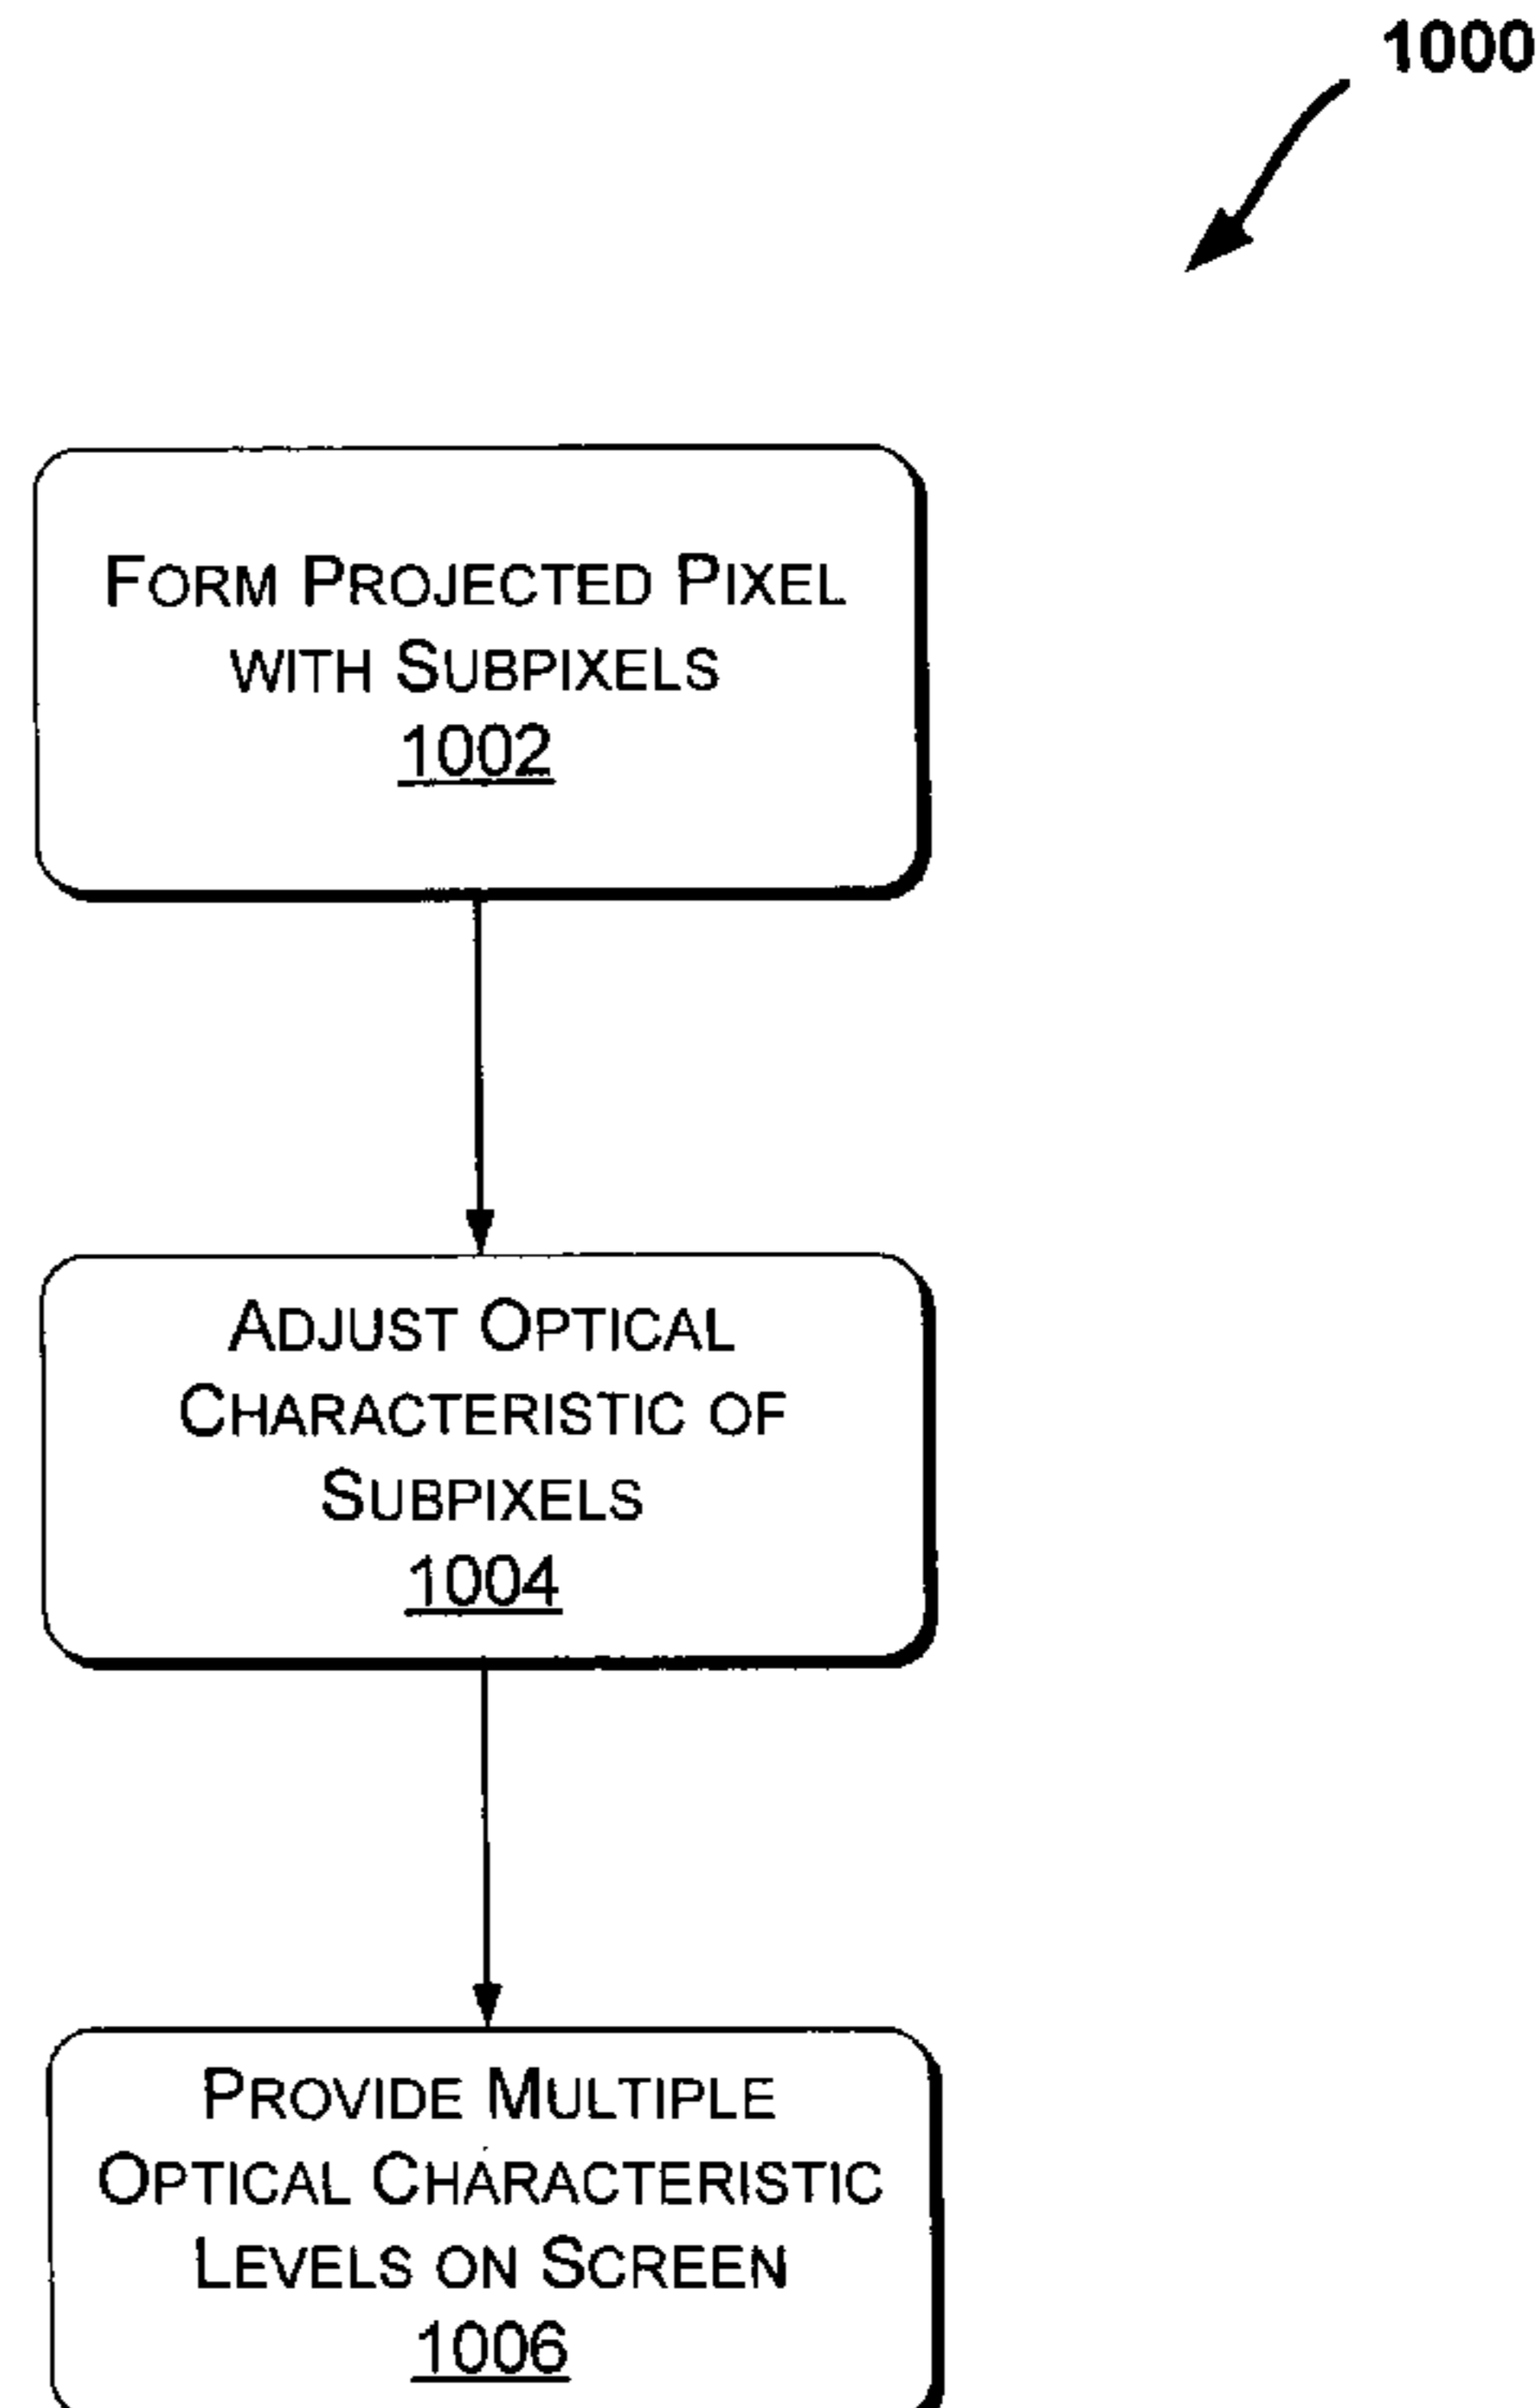 1000
FORM PROJECTED PIXEL
WITH SUBPIXELS
1002
ADJUST OPTICAL
CHARACTERISTIC OF
SUBPIXELS
1004
PROVIDE MULTIPLE
OPTICAL CHARACTERISTIC
LEVELS ON SCREEN
1006